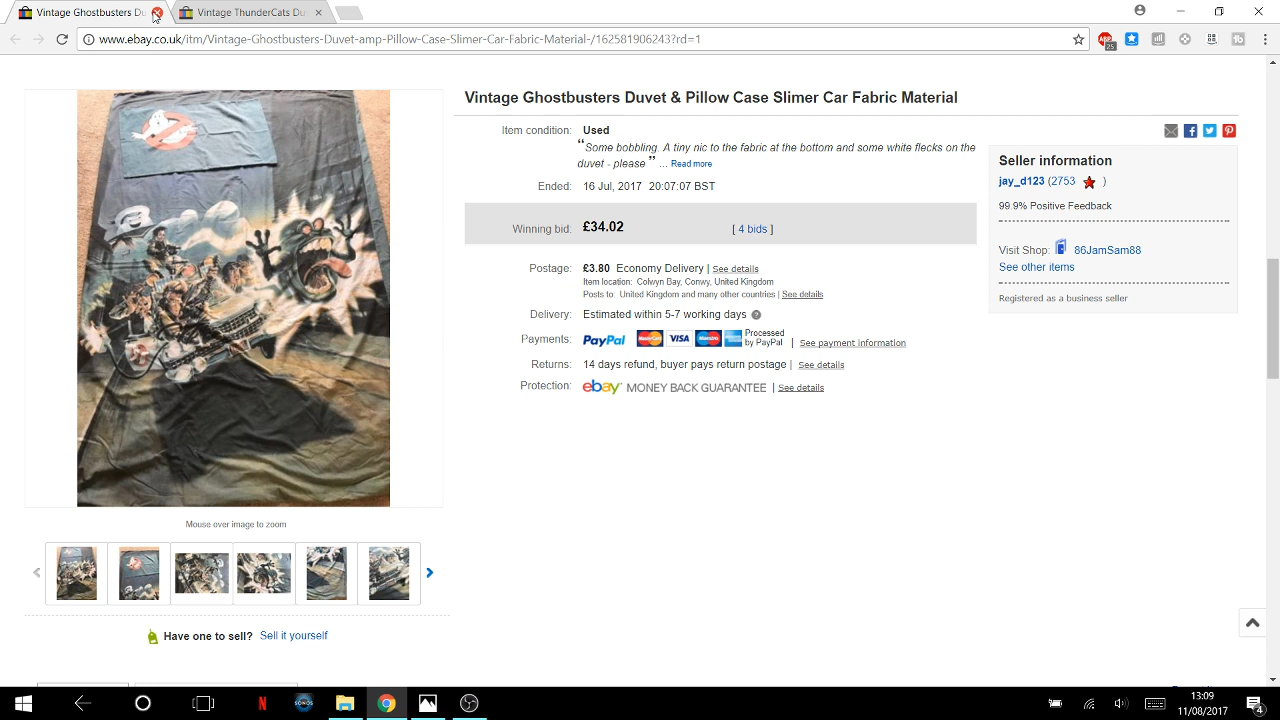 Vintage Ghostbusters Du
Vintage ThunderCats Du
www.ebay.co.uk/itm/Vintage-Ghostbusters-Duvet-amp-Pillow-Case-Slimer-Car-Fabric-Material-/162581906243?rd=1
ABP
25
Vintage Ghostbusters Duvet & Pillow Case Slimer Car Fabric Material
Item condition: Used
“Some bobbling. A tiny nic to the fabric at the bottom and some white flecks on the
duvet - please ” ... Read more
Ended: 16 Jul, 2017 20:07:07 BST
Winning bid: £34.02 [ 4 bids ]
Postage: £3.80 Economy Delivery | See details
Item location: Colwyn Bay, Conwy, United Kingdom
Posts to: United Kingdom and many other countries | See details
Delivery: Estimated within 5-7 working days ?
Payments: PayPal MasterCard VISA Maestro Processed by PayPal | See payment information
Returns: 14 days refund, buyer pays return postage | See details
Protection: ebay MONEY BACK GUARANTEE | See details
Seller information
jay_d123 (2753 )
99.9% Positive Feedback
Visit Shop: 86JamSam88
See other items
Registered as a business seller
Mouse over image to zoom
Have one to sell? Sell it yourself
N
SONOS
13:09
11/08/2017
4